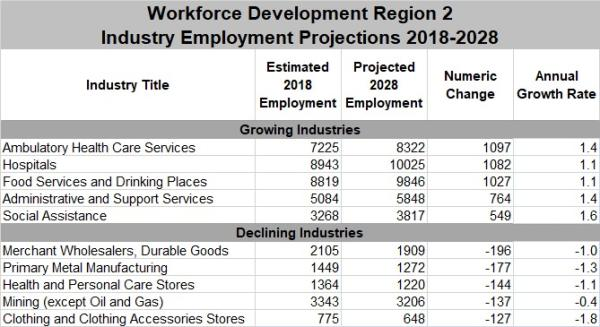 Workforce Development Region 2
Industry Employment Projections 2018-2028
Industry Title Estimated 2018 Employment Projected 2028 Employment Numeric Change Annual Growth Rate
Growing Industries
Ambulatory Health Care Services 7225 8322 1097 1.4
Hospitals 8943 10025 1082 1.1
Food Services and Drinking Places 8819 9846 1027 1.1
Administrative and Support Services 5084 5848 764 1.4
Social Assistance 3268 3817 549 1.6
Declining Industries
Merchant Wholesalers, Durable Goods 2105 1909 -196 -1.0
Primary Metal Manufacturing 1449 1272 -177 -1.3
Health and Personal Care Stores 1364 1220 -144 -1.1
Mining (except Oil and Gas) 3343 3206 -137 -0.4
Clothing and Clothing Accessories Stores 775 648 -127 -1.8